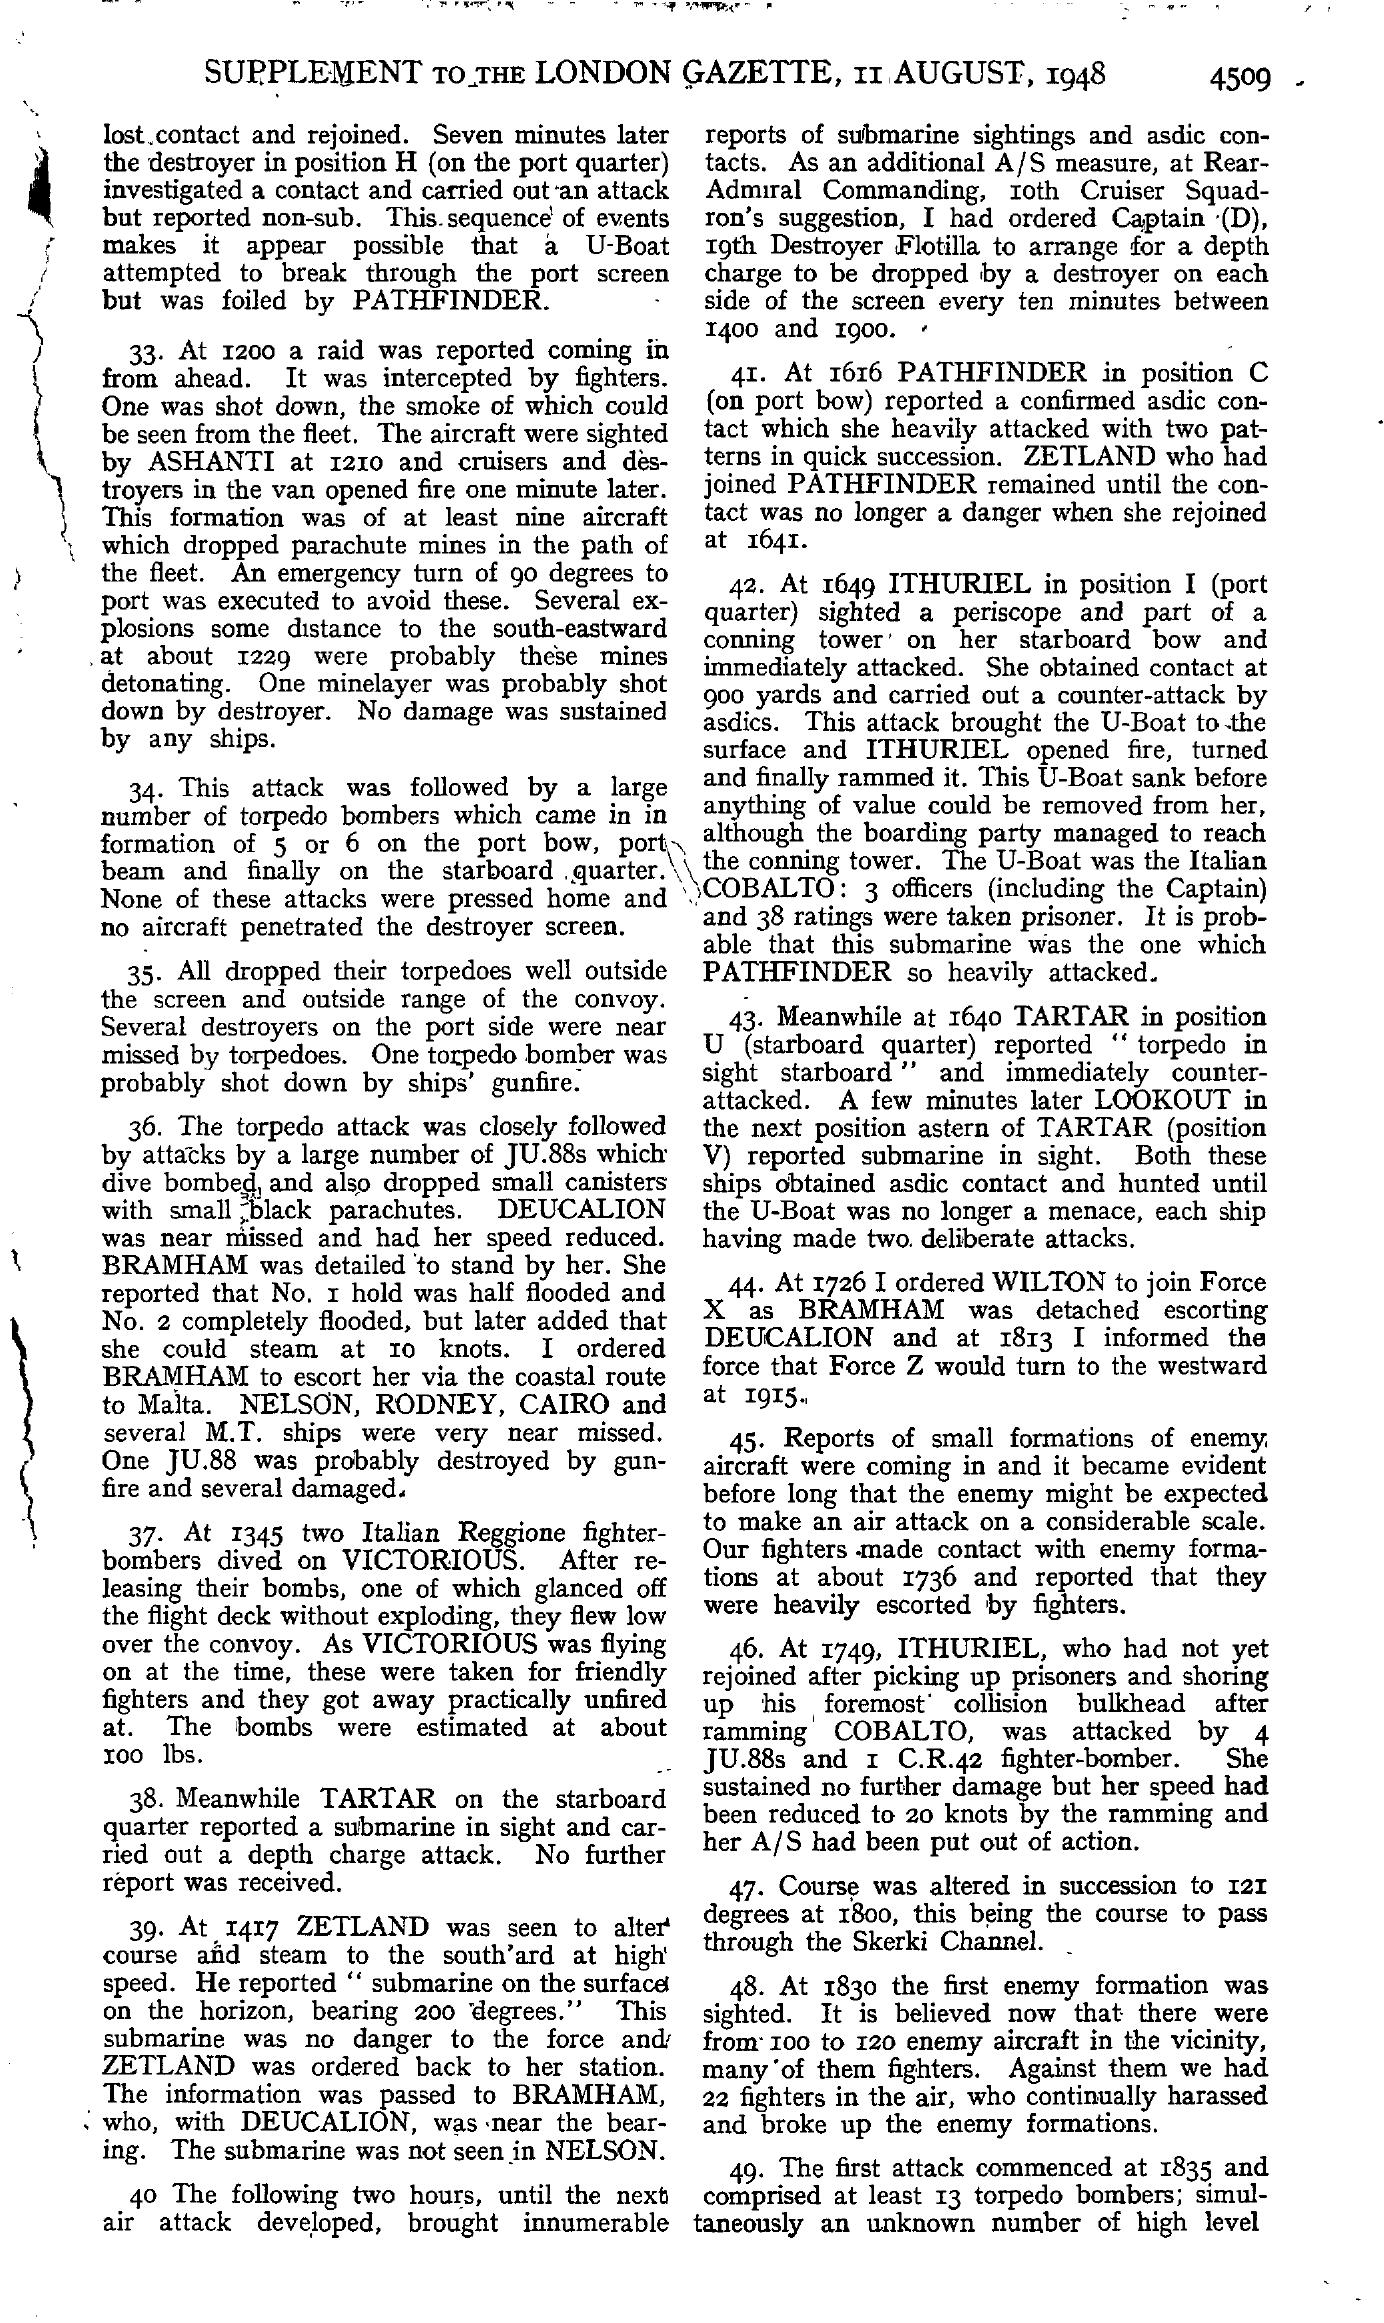 SUPPLEMENT TO THE LONDON GAZETTE, 11 AUGUST, 1948 4509
lost contact and rejoined. Seven minutes later
the destroyer in position H (on the port quarter)
investigated a contact and carried out an attack
but reported non-sub. This sequence of events
makes it appear possible that a U-Boat
attempted to break through the port screen
but was foiled by PATHFINDER.
33. At 1200 a raid was reported coming in
from ahead. It was intercepted by fighters.
One was shot down, the smoke of which could
be seen from the fleet. The aircraft were sighted
by ASHANTI at 1210 and cruisers and des-
troyers in the van opened fire one minute later.
This formation was of at least nine aircraft
which dropped parachute mines in the path of
the fleet. An emergency turn of 90 degrees to
port was executed to avoid these. Several ex-
plosions some distance to the south-eastward
at about 1229 were probably these mines
detonating. One minelayer was probably shot
down by destroyer. No damage was sustained
by any ships.
34. This attack was followed by a large
number of torpedo bombers which came in in
formation of 5 or 6 on the port bow, port
beam and finally on the starboard quarter.
None of these attacks were pressed home and
no aircraft penetrated the destroyer screen.
35. All dropped their torpedoes well outside
the screen and outside range of the convoy.
Several destroyers on the port side were near
missed by torpedoes. One torpedo bomber was
probably shot down by ships' gunfire.
36. The torpedo attack was closely followed
by attacks by a large number of JU.88s which
dive bombed, and also dropped small canisters
with small black parachutes. DEUCALION
was near missed and had her speed reduced.
BRAMHAM was detailed to stand by her. She
reported that No. 1 hold was half flooded and
No. 2 completely flooded, but later added that
she could steam at 10 knots. I ordered
BRAMHAM to escort her via the coastal route
to Malta. NELSON, RODNEY, CAIRO and
several M.T. ships were very near missed.
One JU.88 was probably destroyed by gun-
fire and several damaged.
37. At 1345 two Italian Reggione fighter-
bombers dived on VICTORIOUS. After re-
leasing their bombs, one of which glanced off
the flight deck without exploding, they flew low
over the convoy. As VICTORIOUS was flying
on at the time, these were taken for friendly
fighters and they got away practically unfired
at. The bombs were estimated at about
100 lbs.
38. Meanwhile TARTAR on the starboard
quarter reported a submarine in sight and car-
ried out a depth charge attack. No further
report was received.
39. At 1417 ZETLAND was seen to alter
course and steam to the south'ard at high
speed. He reported " submarine on the surface
on the horizon, bearing 200 degrees." This
submarine was no danger to the force and
ZETLAND was ordered back to her station.
The information was passed to BRAMHAM,
who, with DEUCALION, was near the bear-
ing. The submarine was not seen in NELSON.
40 The following two hours, until the next
air attack developed, brought innumerable
reports of submarine sightings and asdic con-
tacts. As an additional A/S measure, at Rear-
Admiral Commanding, 10th Cruiser Squad-
ron's suggestion, I had ordered Captain (D),
19th Destroyer Flotilla to arrange for a depth
charge to be dropped by a destroyer on each
side of the screen every ten minutes between
1400 and 1900.
41. At 1616 PATHFINDER in position C
(on port bow) reported a confirmed asdic con-
tact which she heavily attacked with two pat-
terns in quick succession. ZETLAND who had
joined PATHFINDER remained until the con-
tact was no longer a danger when she rejoined
at 1641.
42. At 1649 ITHURIEL in position I (port
quarter) sighted a periscope and part of a
conning tower on her starboard bow and
immediately attacked. She obtained contact at
900 yards and carried out a counter-attack by
asdics. This attack brought the U-Boat to the
surface and ITHURIEL opened fire, turned
and finally rammed it. This U-Boat sank before
anything of value could be removed from her,
although the boarding party managed to reach
the conning tower. The U-Boat was the Italian
COBALTO: 3 officers (including the Captain)
and 38 ratings were taken prisoner. It is prob-
able that this submarine was the one which
PATHFINDER so heavily attacked.
43. Meanwhile at 1640 TARTAR in position
U (starboard quarter) reported " torpedo in
sight starboard " and immediately counter-
attacked. A few minutes later LOOKOUT in
the next position astern of TARTAR (position
V) reported submarine in sight. Both these
ships obtained asdic contact and hunted until
the U-Boat was no longer a menace, each ship
having made two deliberate attacks.
44. At 1726 I ordered WILTON to join Force
X as BRAMHAM was detached escorting
DEUCALION and at 1813 I informed the
force that Force Z would turn to the westward
at 1915.
45. Reports of small formations of enemy
aircraft were coming in and it became evident
before long that the enemy might be expected
to make an air attack on a considerable scale.
Our fighters made contact with enemy forma-
tions at about 1736 and reported that they
were heavily escorted by fighters.
46. At 1749, ITHURIEL, who had not yet
rejoined after picking up prisoners and shoring
up his foremost collision bulkhead after
ramming COBALTO, was attacked by 4
JU.88s and 1 C.R.42 fighter-bomber. She
sustained no further damage but her speed had
been reduced to 20 knots by the ramming and
her A/S had been put out of action.
47. Course was altered in succession to 121
degrees at 1800, this being the course to pass
through the Skerki Channel.
48. At 1830 the first enemy formation was
sighted. It is believed now that there were
from 100 to 120 enemy aircraft in the vicinity,
many of them fighters. Against them we had
22 fighters in the air, who continually harassed
and broke up the enemy formations.
49. The first attack commenced at 1835 and
comprised at least 13 torpedo bombers; simul-
taneously an unknown number of high level